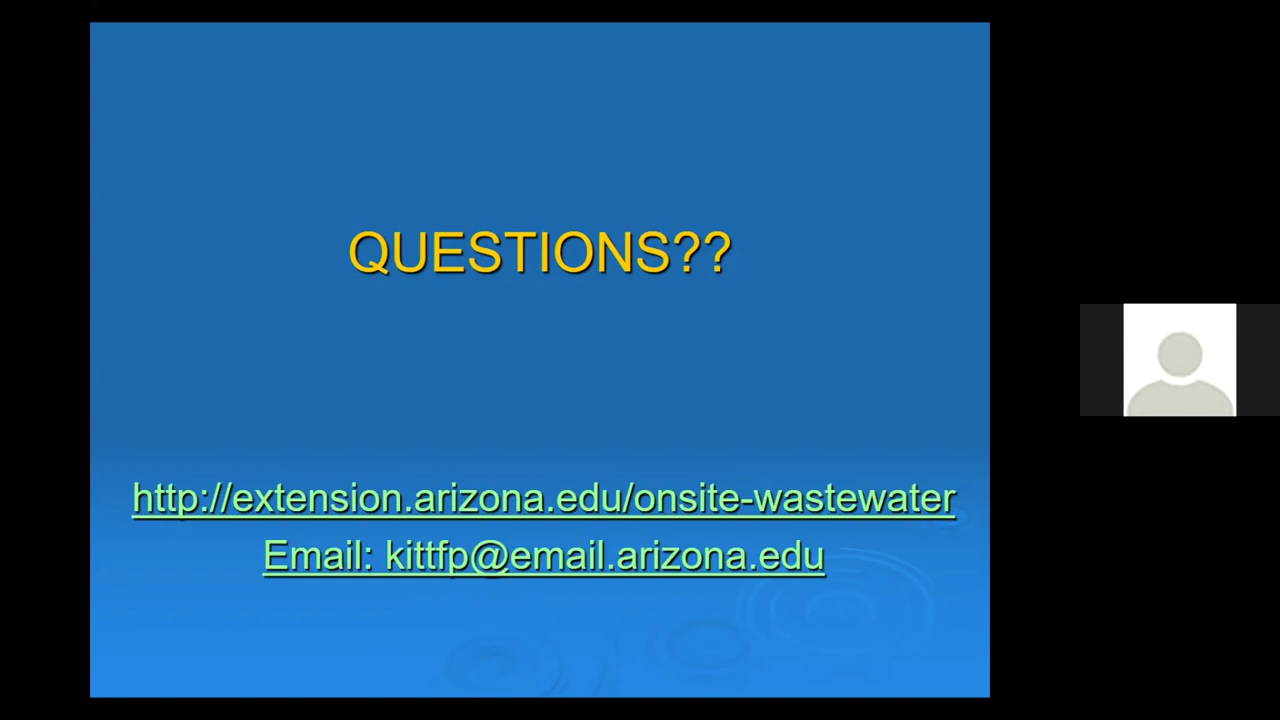 QUESTIONS??
http://extension.arizona.edu/onsite-wastewater
Email: kittfp@email.arizona.edu